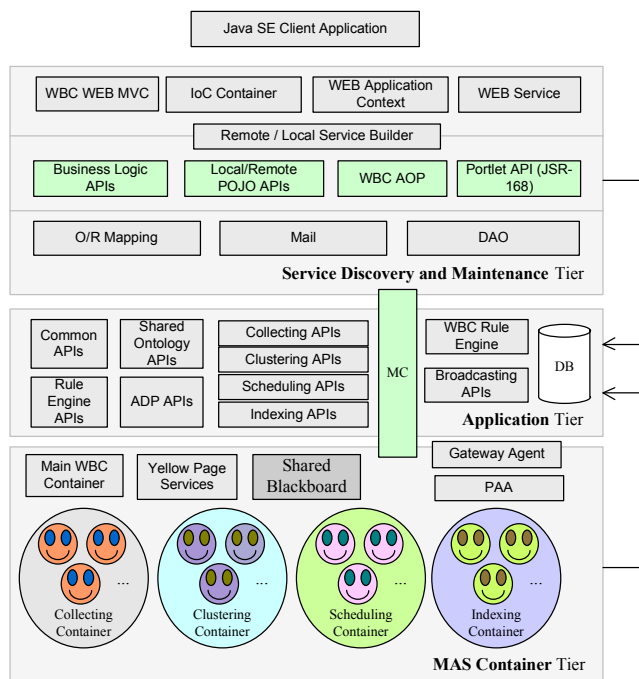 Java SE Client Application
WBC WEB MVC
IoC Container
WEB Application
Context
WEB Service
Remote / Local Service Builder
Business Logic
APIs
Local/Remote
POJO APIs
WBC AOP
Portlet API (JSR-
168)
O/R Mapping
Mail
DAO
Service Discovery and Maintenance Tier
Common
APIs
Shared
Ontology APIs
Collecting APIs
Clustering APIs
Scheduling APIs
Indexing APIs
Rule
Engine
APIs
ADP APIs
MC
WBC Rule
Engine
Broadcasting
APIs
DB
Application Tier
Main WBC
Container
Yellow Page
Services
Shared
Blackboard
Gateway Agent
PAA
...
Collecting
Container
...
Clustering
Container
...
Scheduling
Container
...
Indexing
Container
MAS Container Tier